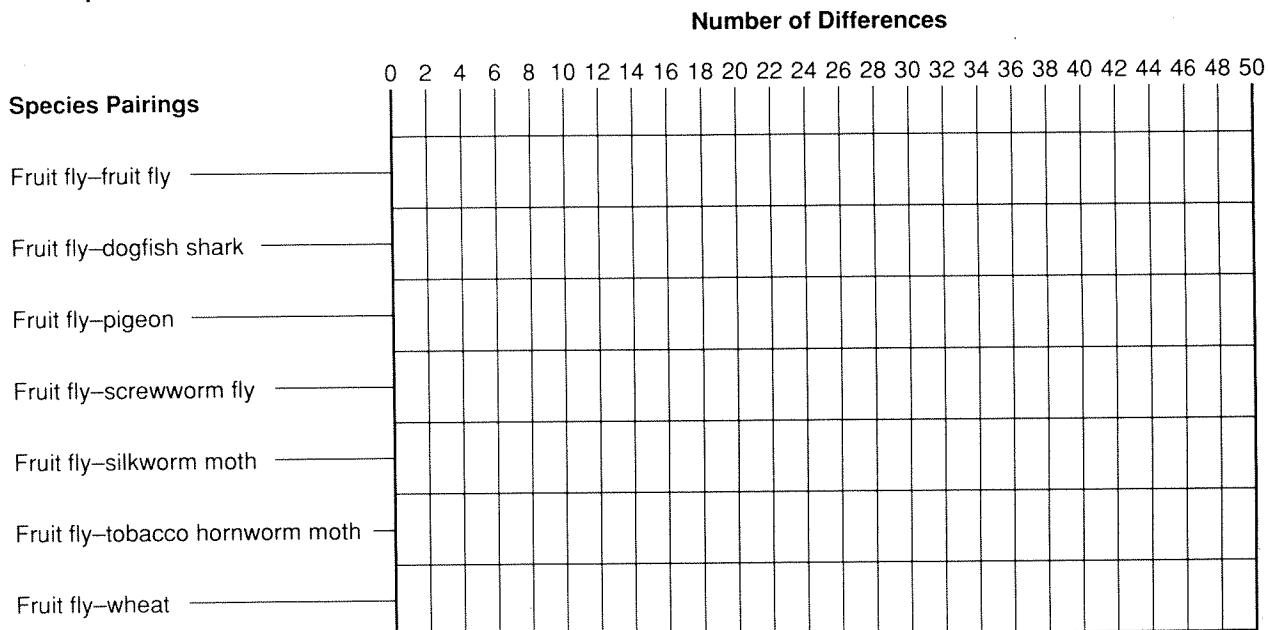 Number of Differences
0 2 4 6 8 10 12 14 16 18 20 22 24 26 28 30 32 34 36 38 40 42 44 46 48 50
Species Pairings
Fruit fly–fruit fly
Fruit fly–dogfish shark
Fruit fly–pigeon
Fruit fly–screwworm fly
Fruit fly–silkworm moth
Fruit fly–tobacco hornworm moth
Fruit fly–wheat